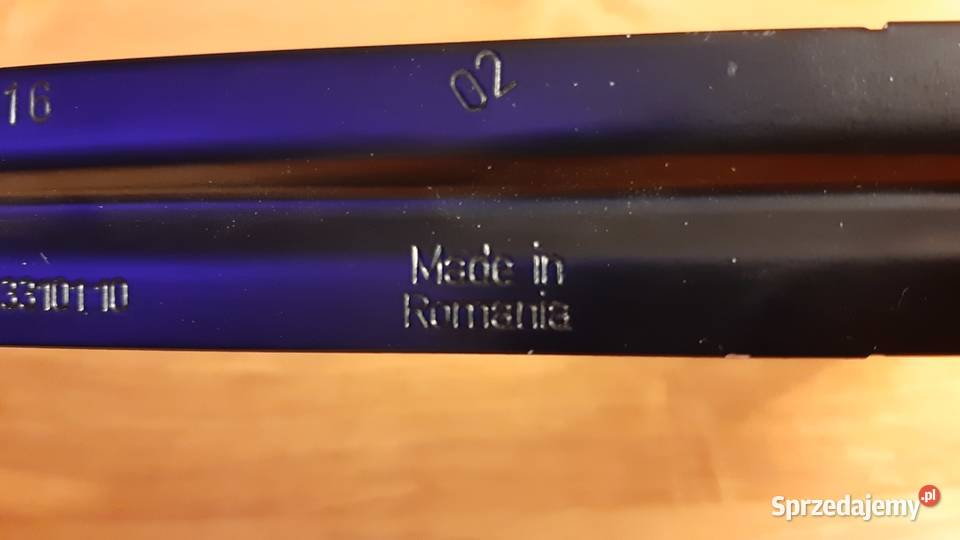 16
02
3310110
Made in
Romania
Sprzedajemy.pl